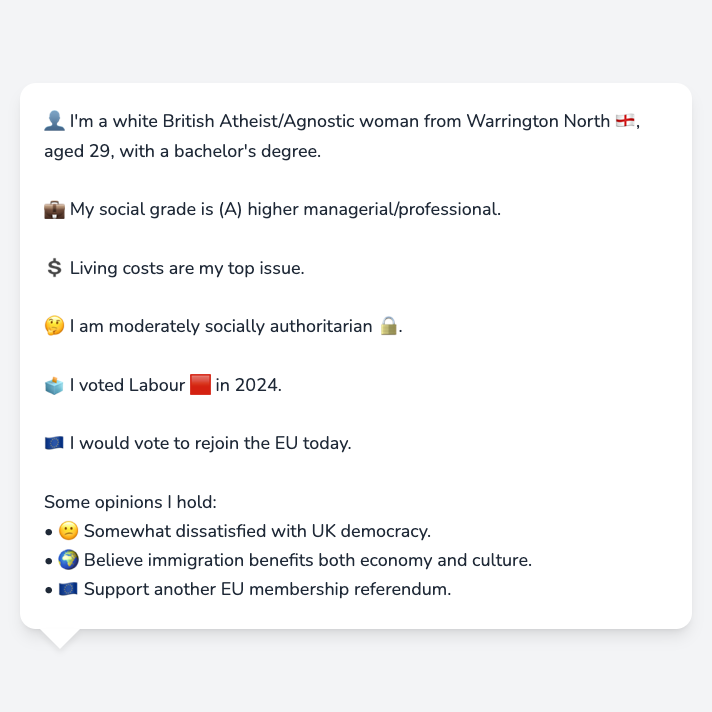 👤 I'm a white British Atheist/Agnostic woman from Warrington North 🏴󠁧󠁢󠁥󠁮󠁧󠁿,
aged 29, with a bachelor's degree.
💼 My social grade is (A) higher managerial/professional.
💲 Living costs are my top issue.
🤔 I am moderately socially authoritarian 🔒.
🗳️ I voted Labour 🟥 in 2024.
🇪🇺 I would vote to rejoin the EU today.
Some opinions I hold:
• 😕 Somewhat dissatisfied with UK democracy.
• 🌍 Believe immigration benefits both economy and culture.
• 🇪🇺 Support another EU membership referendum.